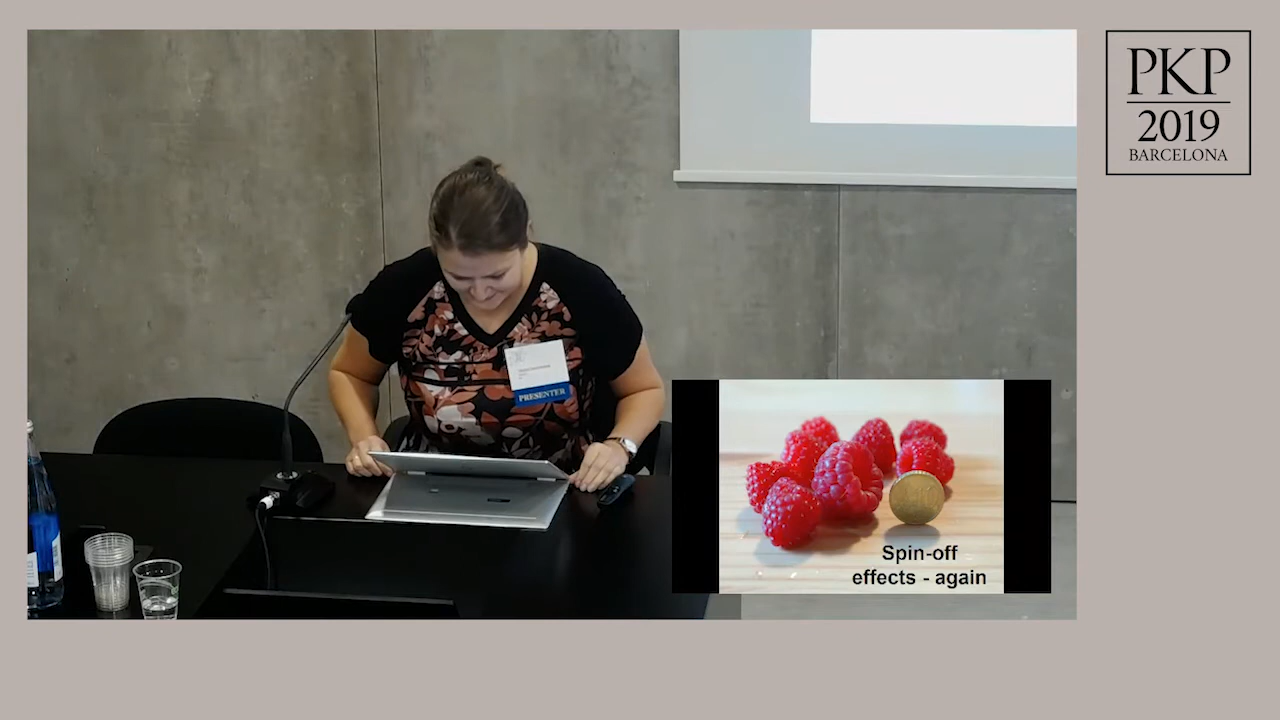 PKP
2019
BARCELONA
PRESENTER
Spin-off
effects - again